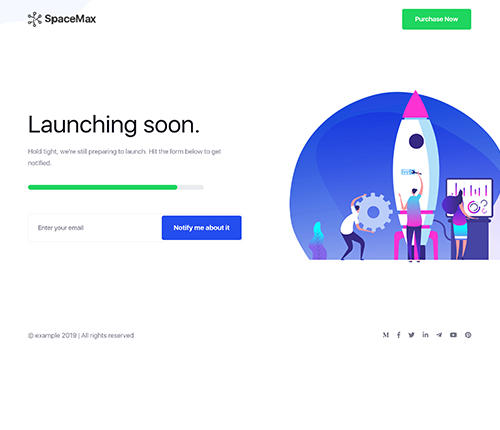 SpaceMax
Purchase Now
Launching soon.
Hold tight, we're still preparing to launch. Hit the form below to get
notified.
Enter your email
Notify me about it
© example 2019 | All rights reserved